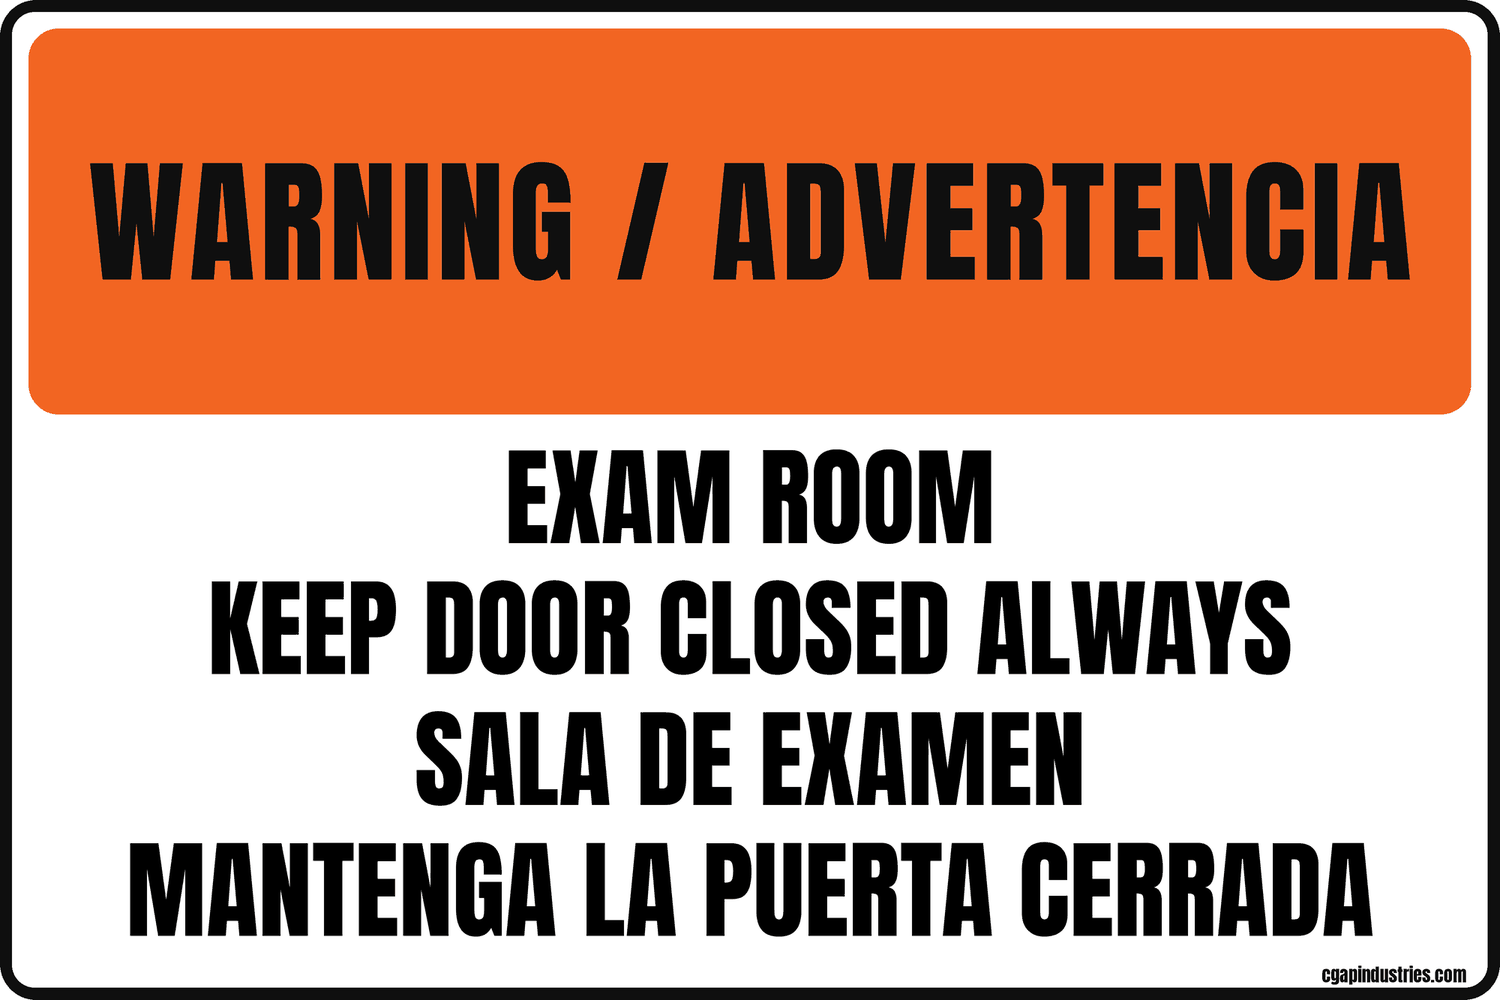 WARNING / ADVERTENCIA
EXAM ROOM
KEEP DOOR CLOSED ALWAYS
SALA DE EXAMEN
MANTENGA LA PUERTA CERRADA
cgapindustries.com